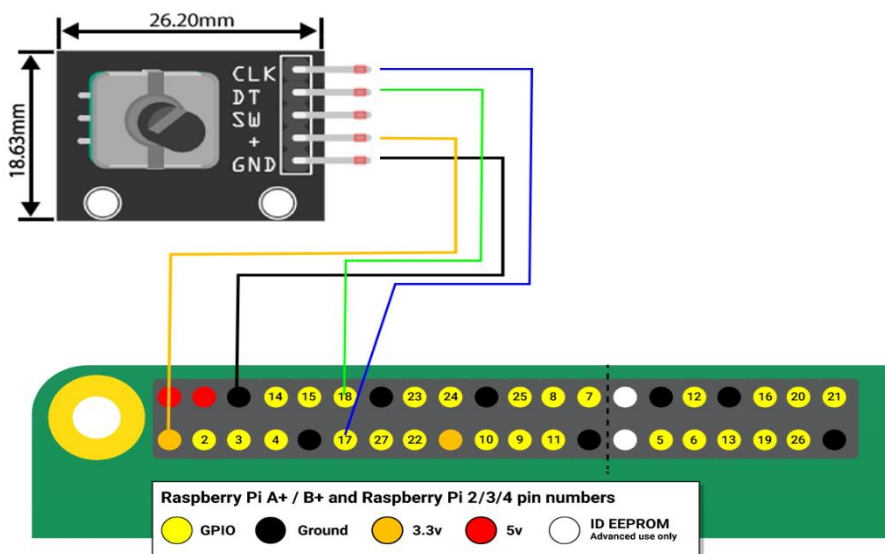 26.20mm
18.63mm
CLK
DT
SW
+
GND
14 15 18 23 24 25 8 7 12 16 20 21
2 3 4 17 27 22 10 9 11 5 6 13 19 26
Raspberry Pi A+ / B+ and Raspberry Pi 2/3/4 pin numbers
GPIO Ground 3.3v 5v ID EEPROM
Advanced use only